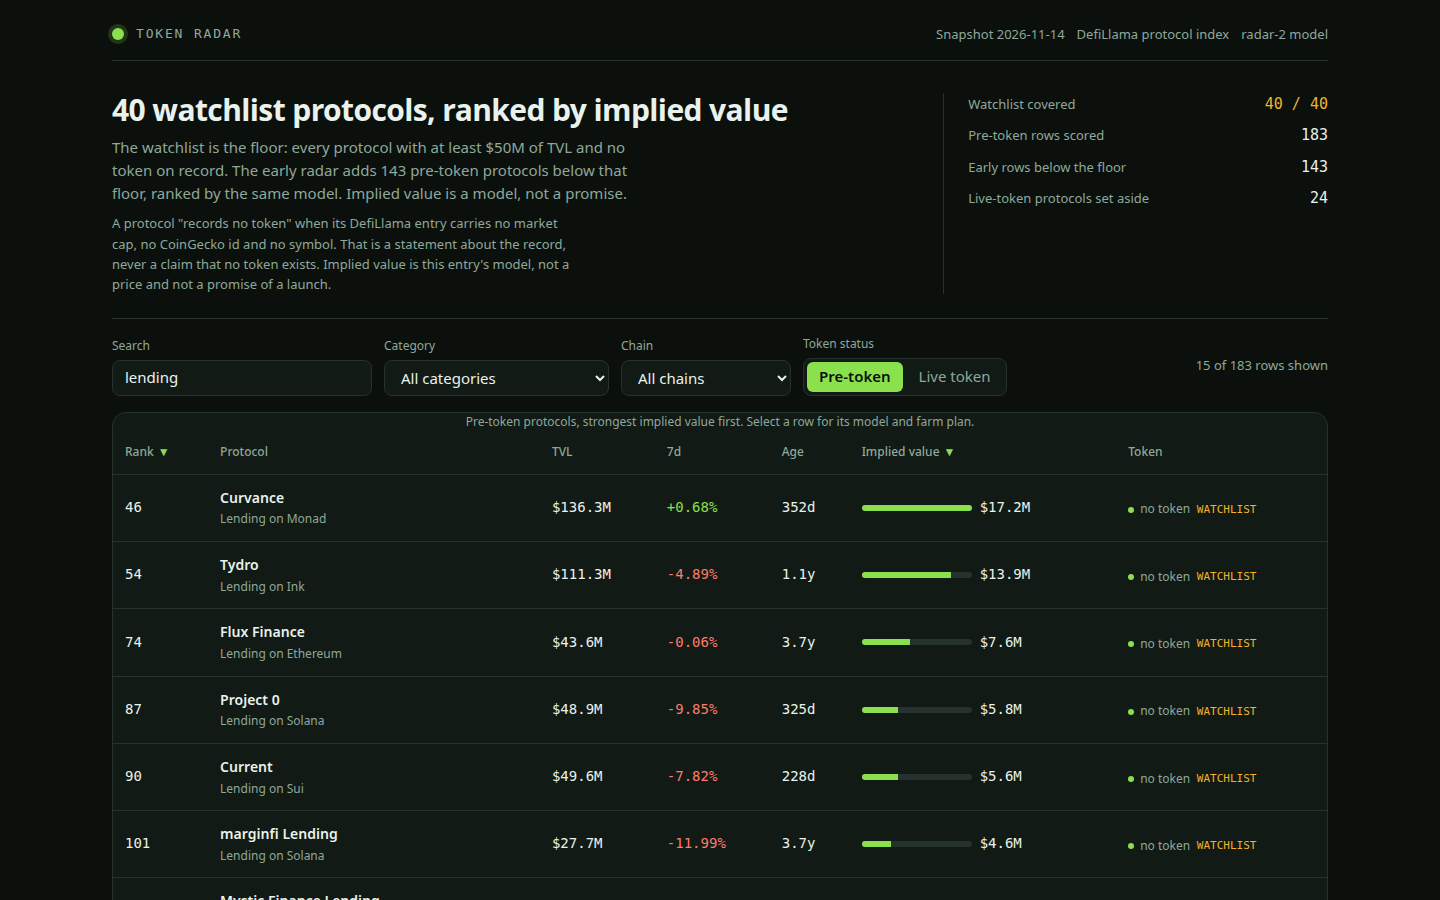 TOKEN RADAR
Snapshot 2026-11-14 DefiLlama protocol index radar-2 model
40 watchlist protocols, ranked by implied value
The watchlist is the floor: every protocol with at least $50M of TVL and no
token on record. The early radar adds 143 pre-token protocols below that
floor, ranked by the same model. Implied value is a model, not a promise.
A protocol "records no token" when its DefiLlama entry carries no market
cap, no CoinGecko id and no symbol. That is a statement about the record,
never a claim that no token exists. Implied value is this entry's model, not a
price and not a promise of a launch.
Watchlist covered 40 / 40
Pre-token rows scored 183
Early rows below the floor 143
Live-token protocols set aside 24
Search Category Chain Token status
lending All categories All chains Pre-token Live token
15 of 183 rows shown
Pre-token protocols, strongest implied value first. Select a row for its model and farm plan.
Rank ▼ Protocol TVL 7d Age Implied value ▼ Token
46 Curvance $136.3M +0.68% 352d $17.2M no token WATCHLIST
Lending on Monad
54 Tydro $111.3M -4.89% 1.1y $13.9M no token WATCHLIST
Lending on Ink
74 Flux Finance $43.6M -0.06% 3.7y $7.6M no token WATCHLIST
Lending on Ethereum
87 Project 0 $48.9M -9.85% 325d $5.8M no token WATCHLIST
Lending on Solana
90 Current $49.6M -7.82% 228d $5.6M no token WATCHLIST
Lending on Sui
101 marginfi Lending $27.7M -11.99% 3.7y $4.6M no token WATCHLIST
Lending on Solana
Mystic Finance Lending